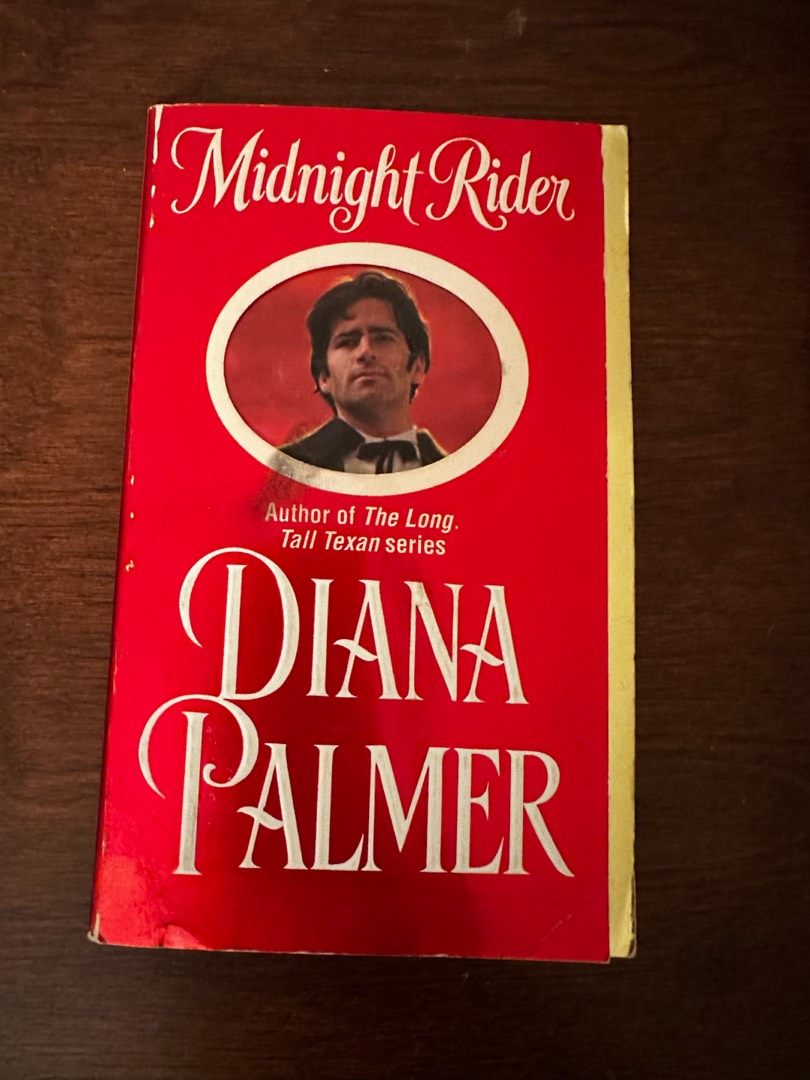 Midnight Rider
Author of The Long,
Tall Texan series
DIANA
PALMER